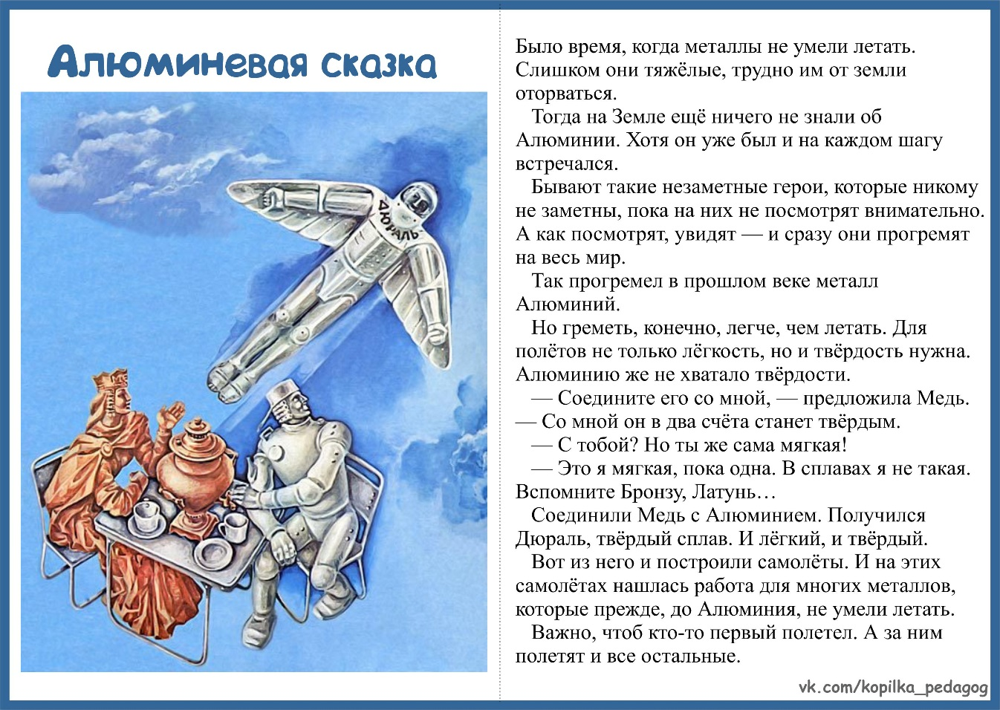 Алюминевая сказка
ДЮРАЛЬ
Было время, когда металлы не умели летать.
Слишком они тяжёлые, трудно им от земли
оторваться.
Тогда на Земле ещё ничего не знали об
Алюминии. Хотя он уже был и на каждом шагу
встречался.
Бывают такие незаметные герои, которые никому
не заметны, пока на них не посмотрят внимательно.
А как посмотрят, увидят — и сразу они прогремят
на весь мир.
Так прогремел в прошлом веке металл
Алюминий.
Но греметь, конечно, легче, чем летать. Для
полётов не только лёгкость, но и твёрдость нужна.
Алюминию же не хватало твёрдости.
— Соедините его со мной, — предложила Медь.
— Со мной он в два счёта станет твёрдым.
— С тобой? Но ты же сама мягкая!
— Это я мягкая, пока одна. В сплавах я не такая.
Вспомните Бронзу, Латунь…
Соединили Медь с Алюминием. Получился
Дюраль, твёрдый сплав. И лёгкий, и твёрдый.
Вот из него и построили самолёты. И на этих
самолётах нашлась работа для многих металлов,
которые прежде, до Алюминия, не умели летать.
Важно, чтоб кто-то первый полетел. А за ним
полетят и все остальные.
vk.com/kopilka_pedagog